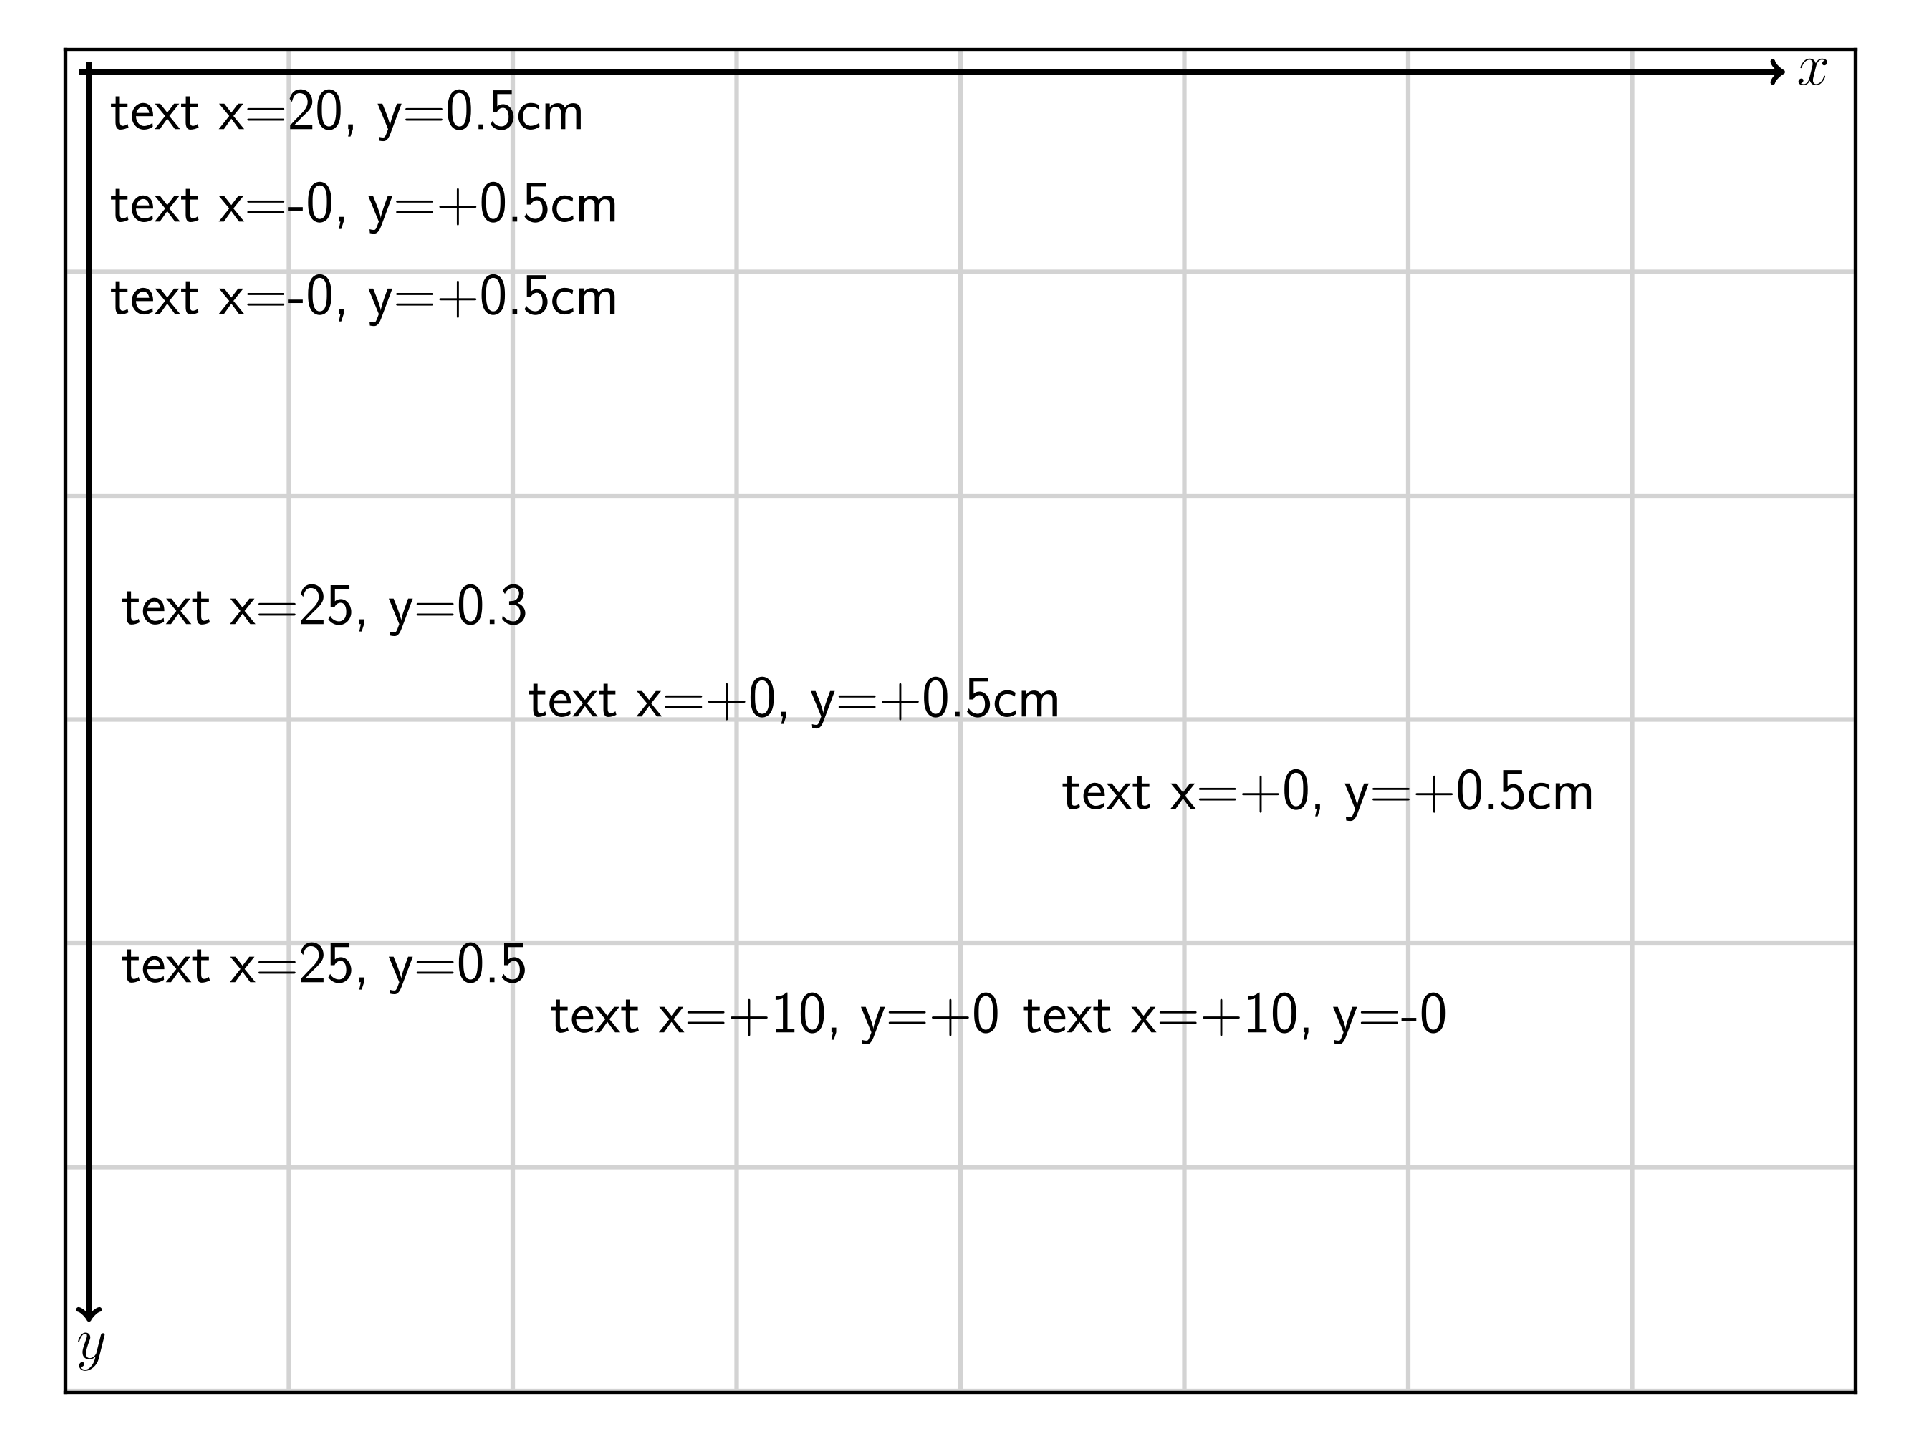 x
text x=20, y=0.5cm
text x=-0, y=+0.5cm
text x=-0, y=+0.5cm
text x=25, y=0.3
text x=+0, y=+0.5cm
text x=+0, y=+0.5cm
text x=25, y=0.5
text x=+10, y=+0 text x=+10, y=-0
y